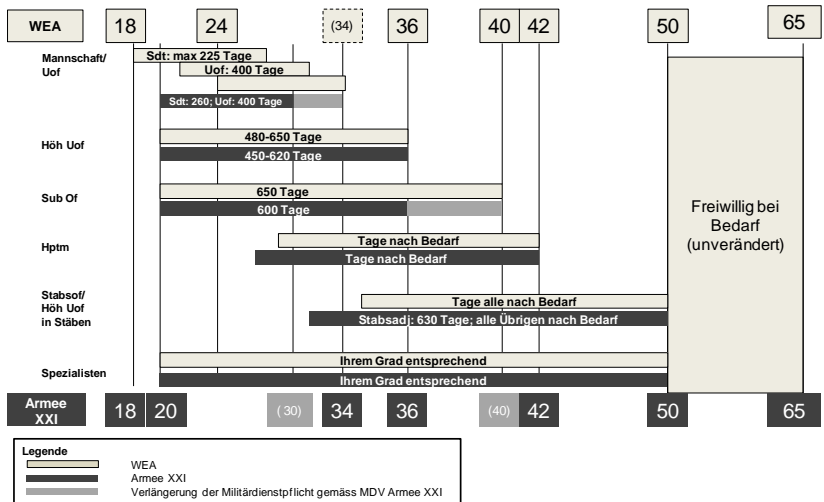 WEA 18 24 (34) 36 40 42 50 65
Mannschaft/
Uof
Sdt: max 225 Tage
Uof: 400 Tage
Sdt: 260; Uof: 400 Tage
Höh Uof
480-650 Tage
450-620 Tage
Sub Of
650 Tage
600 Tage
Hptm
Tage nach Bedarf
Tage nach Bedarf
Stabsof/
Höh Uof
in Stäben
Tage alle nach Bedarf
Stabsadj: 630 Tage; alle Übrigen nach Bedarf
Spezialisten
Ihrem Grad entsprechend
Ihrem Grad entsprechend
Freiwillig bei
Bedarf
(unverändert)
Armee
XXI
18 20 (30) 34 36 (40) 42 50 65
Legende
WEA
Armee XXI
Verlängerung der Militärdienstpflicht gemäss MDV Armee XXI